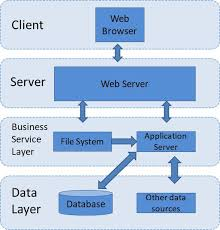 Client
Web
Browser
Server
Web Server
Business
Service
Layer
File System
Application
Server
Data
Layer
Database
Other data
sources